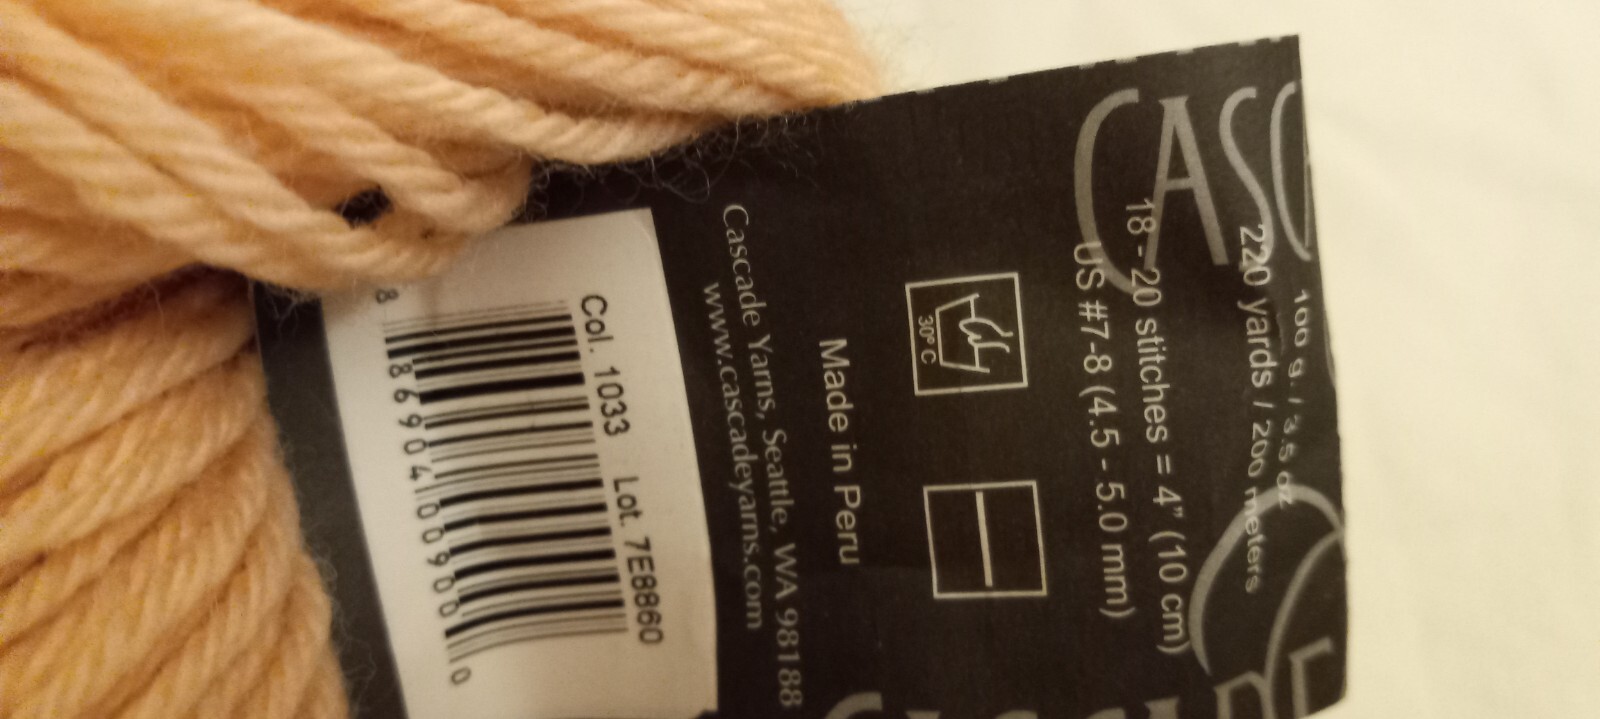 CASC
100 g. / 3.5 oz
220 yards / 200 meters
18 - 20 stitches = 4" (10 cm)
US #7-8 (4.5 - 5.0 mm)
30º C
Made in Peru
Cascade Yarns, Seattle, WA 98188
www.cascadeyarns.com
Col. 1033 Lot. 7E8860
8 86904 00900 0